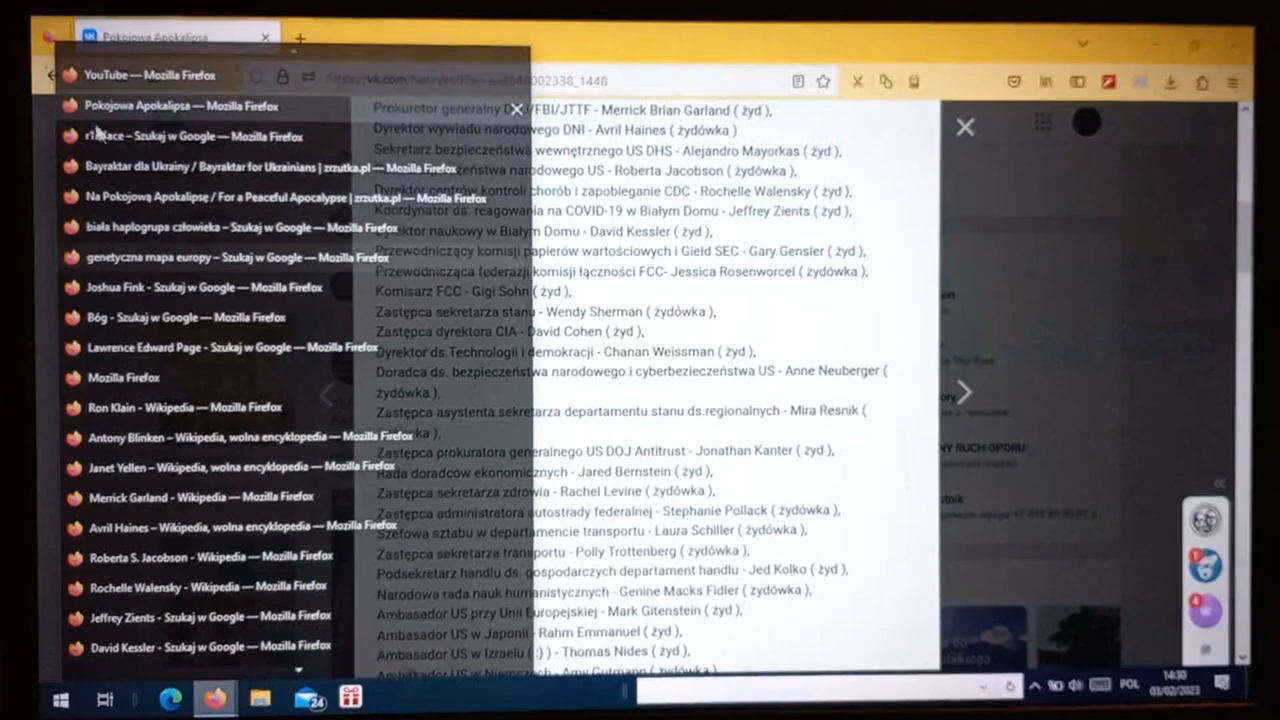 Pokojowa Apokalipsa
YouTube — Mozilla Firefox
Pokojowa Apokalipsa — Mozilla Firefox
– Szukaj w Google — Mozilla Firefox
Bayraktar dla Ukrainy / Bayraktar for Ukrainians | zrzutka.pl — Mozilla Firefox
Na Pokojową Apokalipsę / For a Peaceful Apocalypse | zrzutka.pl — Mozilla Firefox
biała haplogrupa człowieka – Szukaj w Google — Mozilla Firefox
genetyczna mapa europy – Szukaj w Google — Mozilla Firefox
Joshua Fink - Szukaj w Google — Mozilla Firefox
Bóg - Szukaj w Google — Mozilla Firefox
Lawrence Edward Page - Szukaj w Google — Mozilla Firefox
Mozilla Firefox
Ron Klain - Wikipedia — Mozilla Firefox
Antony Blinken – Wikipedia, wolna encyklopedia — Mozilla Firefox
Janet Yellen – Wikipedia, wolna encyklopedia — Mozilla Firefox
Merrick Garland - Wikipedia — Mozilla Firefox
Avril Haines – Wikipedia, wolna encyklopedia — Mozilla Firefox
Roberta S. Jacobson - Wikipedia — Mozilla Firefox
Rochelle Walensky - Wikipedia — Mozilla Firefox
Jeffrey Zients - Szukaj w Google — Mozilla Firefox
David Kessler - Szukaj w Google — Mozilla Firefox
Prokurotor generalny /FBI/JTTF - Merrick Brian Garland ( żyd ),
Dyrektor wywiadu narodowego DNI - Avril Haines ( żydówka )
Sekretarz bezpieczeństwa wewnętrznego US DHS - Alejandro Mayorkas ( żyd ),
narodowego US - Roberta Jacobson ( żydówka ),
Dyrektor centrów kontroli chorób i zapobieganie CDC - Rochelle Walensky ( żyd ),
Koordynator ds. reagowania na COVID-19 w Białym Domu - Jeffrey Zients ( żyd ),
naukowy w Białym Domu - David Kessler ( żyd ),
Przewodniczący komisji papierów wartościowych i Giełd SEC - Gary Gensler ( żyd ),
Przewodnicząca federazji komisji łączności FCC- Jessica Rosenworcel ( żydówka ),
Komisarz FCC - Gigi Sohn ( żyd ),
Zastępca sekretarza stanu - Wendy Sherman ( żydówka ),
Zastępca dyrektora CIA - David Cohen ( żyd ),
Dyrektor ds.Technologii i demokracji - Chanan Weissman ( żyd ),
Doradca ds. bezpieczeństwa narodowego i cyberbezieczeństwa US - Anne Neuberger (
żydówka ),
Zastępca asystenta sekretarza departamentu stanu ds.regionalnych - Mira Resnik (
),
Zastępca prokuratora generalnego US DOJ Antitrust - Jonathan Kanter ( żyd ),
Rada doradców ekonomicznych - Jared Bernstein ( żyd ),
Zastępca sekretarza zdrowia - Rachel Levine ( żydówka ),
Zastępca administratora autostrady federalnej - Stephanie Pollack ( żydówka ),
Szefowa sztabu w departamencie transportu - Laura Schiller ( żydówka ),
Zastępca sekretarza transportu - Polly Trottenberg ( żydówka ),
Podsekretarz handlu ds. gospodarczych departament handlu - Jed Kolko ( żyd ),
Narodowa rada nauk humanistycznych - Genine Macks Fidler ( żydówka ),
Ambasador US przy Unii Europejskiej - Mark Gitenstein ( żyd ),
Ambasador US w Japonii - Rahm Emmanuel ( żyd ),
Ambasador US w Izraelu ( :) ) - Thomas Nides ( żyd ),
Ambasador US w Niemczech - Amy Gutmann ( żydówka ),
NY RUCH OPORU
24
POL
14:30
03/02/2023